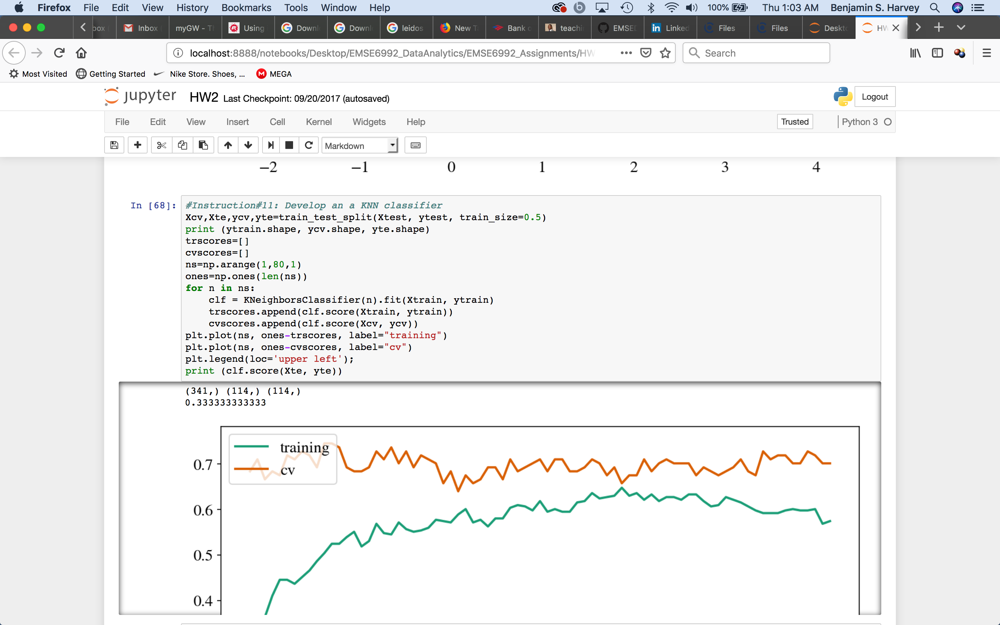 Firefox File Edit View History Bookmarks Tools Window Help 100% Thu 1:03 AM Benjamin S. Harvey
box Inbox myGW - Using Downl Downl leidos New T Bank teachi EMSE Linked Files Files Deskt HW
localhost:8888/notebooks/Desktop/EMSE6992_DataAnalytics/EMSE6992_Assignments/HW Search
Most Visited Getting Started Nike Store. Shoes, ... MEGA
jupyter HW2 Last Checkpoint: 09/20/2017 (autosaved) Logout
File Edit View Insert Cell Kernel Widgets Help Trusted Python 3
Markdown
−2 −1 0 1 2 3 4
In [68]: #Instruction#11: Develop an a KNN classifier
Xcv,Xte,ycv,yte=train_test_split(Xtest, ytest, train_size=0.5)
print (ytrain.shape, ycv.shape, yte.shape)
trscores=[]
cvscores=[]
ns=np.arange(1,80,1)
ones=np.ones(len(ns))
for n in ns:
    clf = KNeighborsClassifier(n).fit(Xtrain, ytrain)
    trscores.append(clf.score(Xtrain, ytrain))
    cvscores.append(clf.score(Xcv, ycv))
plt.plot(ns, ones-trscores, label="training")
plt.plot(ns, ones-cvscores, label="cv")
plt.legend(loc='upper left');
print (clf.score(Xte, yte))
(341,) (114,) (114,)
0.333333333333
training
cv
0.7
0.6
0.5
0.4